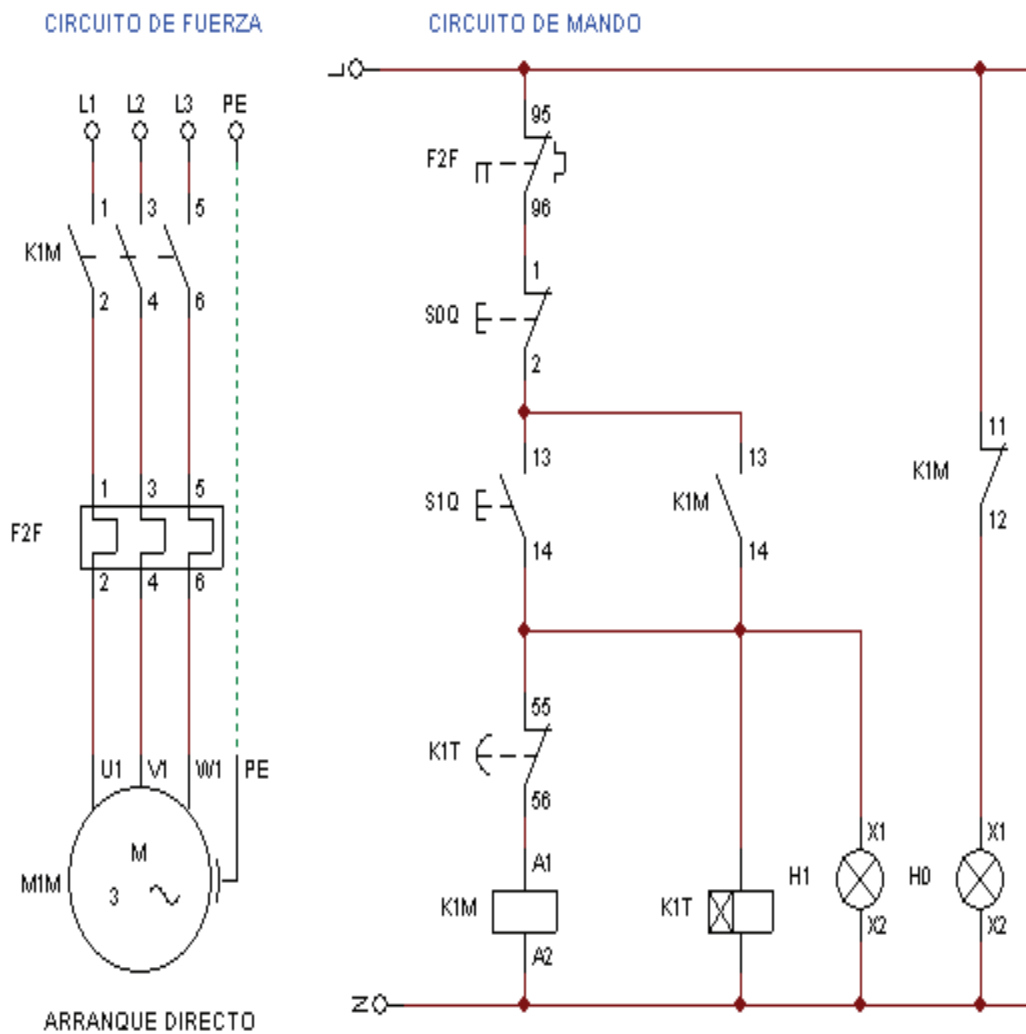 CIRCUITO DE FUERZA
CIRCUITO DE MANDO
L
L1 L2 L3 PE
95
F2F
96
1 3 5
K1M
2 4 6
1
S0Q
2
13
S1Q
14
13
K1M
14
11
K1M
12
1 3 5
F2F
2 4 6
55
K1T
56
U1 V1 W1 PE
M
3
M1M
A1
K1M
A2
K1T
X1
H1
X2
X1
H0
X2
N
ARRANQUE DIRECTO